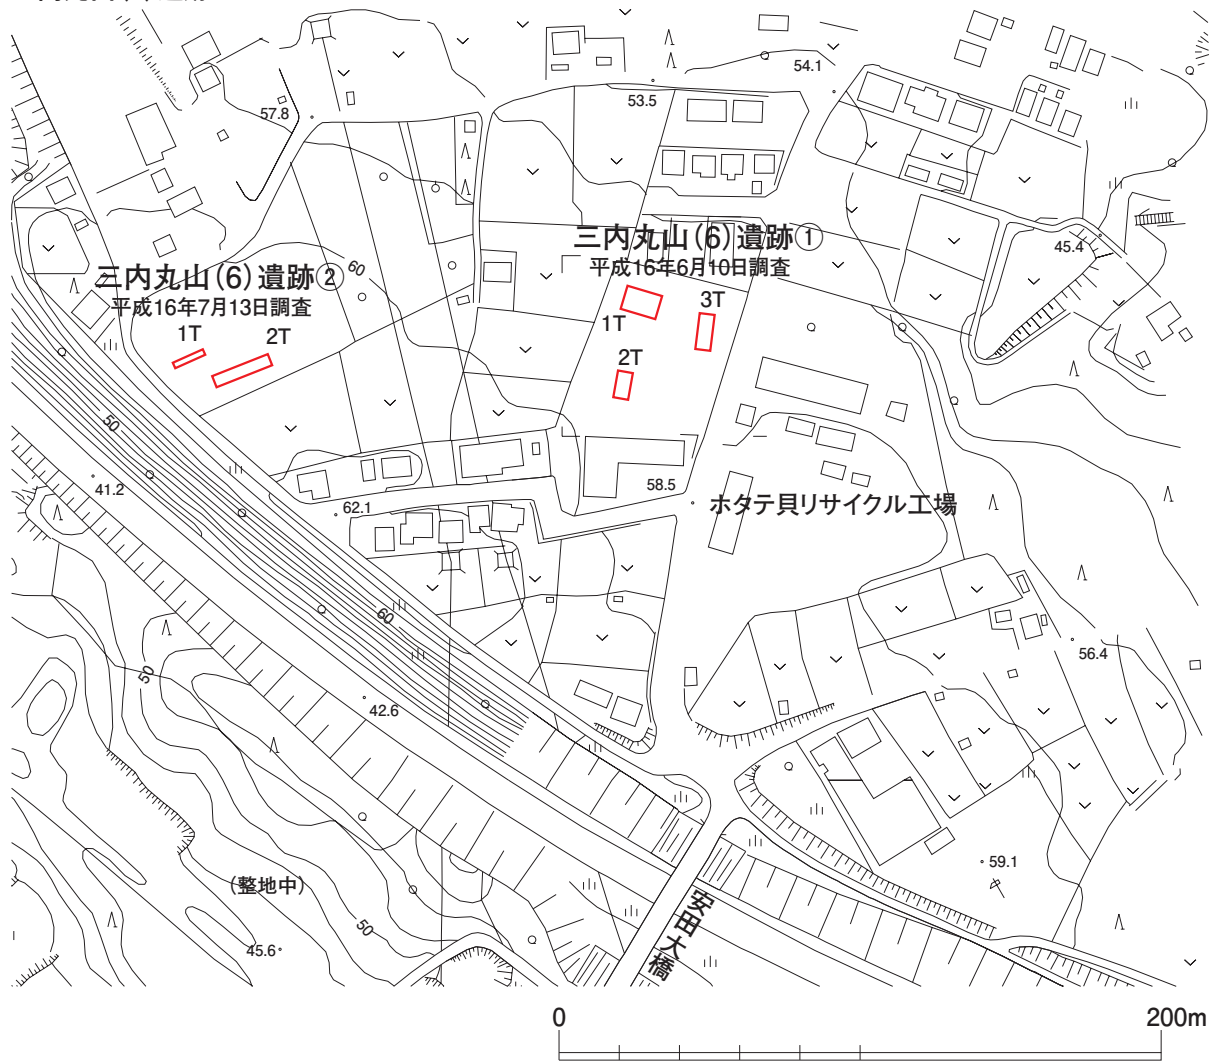 54.1
53.5
57.8
45.4
三内丸山(6)遺跡①
平成16年6月10日調査
60
三内丸山(6)遺跡②
平成16年7月13日調査
1T
2T
1T
3T
2T
50
41.2
62.1
58.5
ホタテ貝リサイクル工場
60
50
42.6
56.4
59.1
(整地中)
50
45.6
安田大橋
0
200m